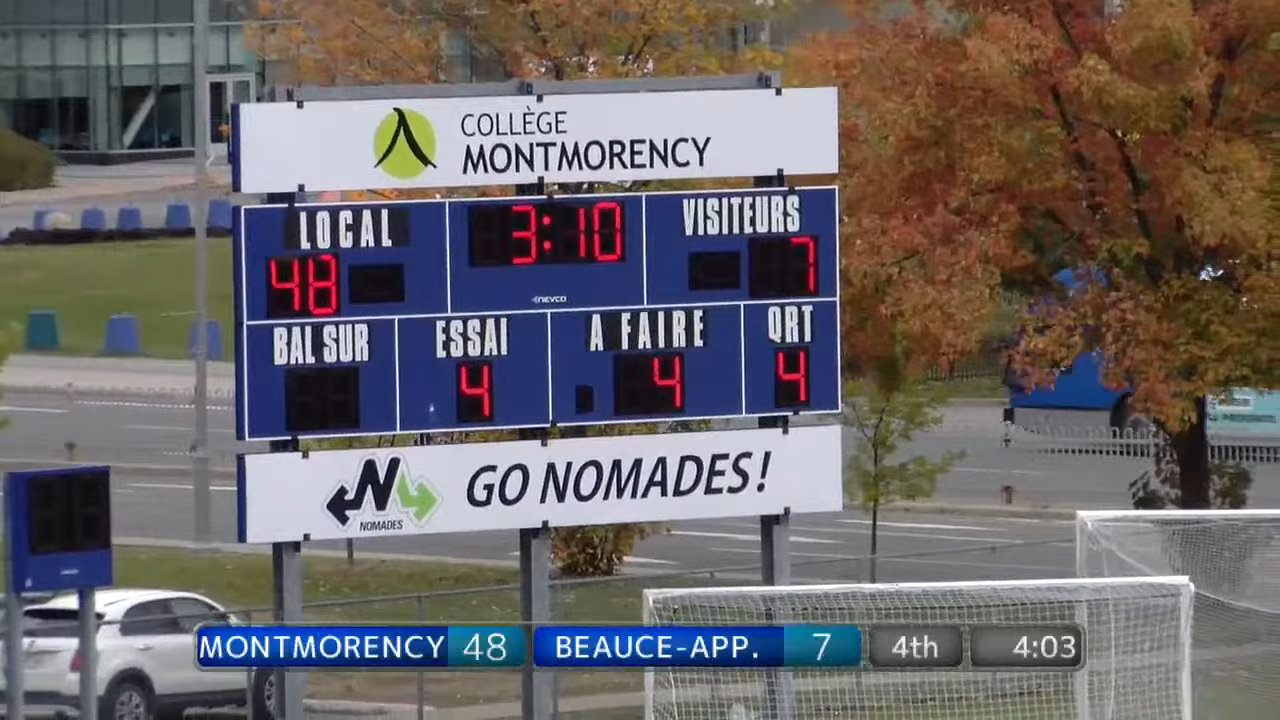 COLLÈGE
MONTMORENCY
LOCAL 3:10 VISITEURS
48 7
NEVCO
BAL SUR ESSAI A FAIRE QRT
4 4 4
N
NOMADES
GO NOMADES!
MONTMORENCY 48 BEAUCE-APP. 7 4th 4:03